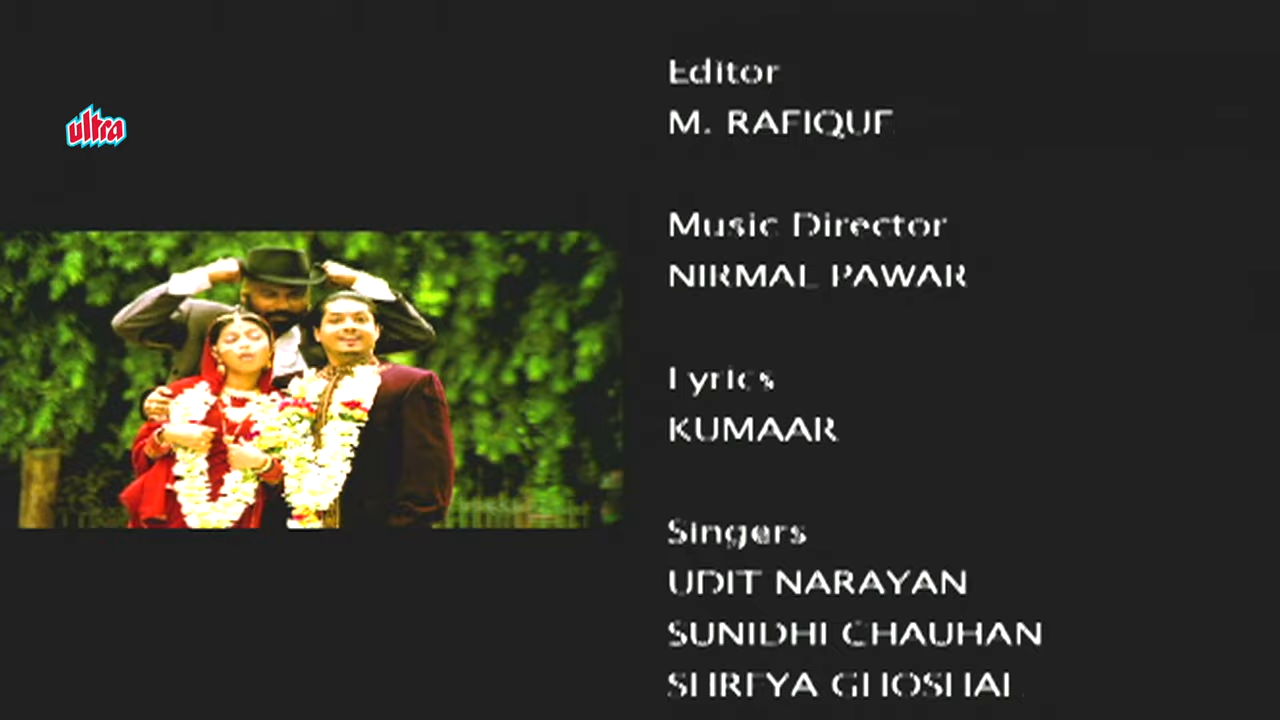 ultra
Editor
M. RAFIQUE
Music Director
NIRMAL PAWAR
Lyrics
KUMAAR
Singers
UDIT NARAYAN
SUNIDHI CHAUHAN
SHREYA GHOSHAL